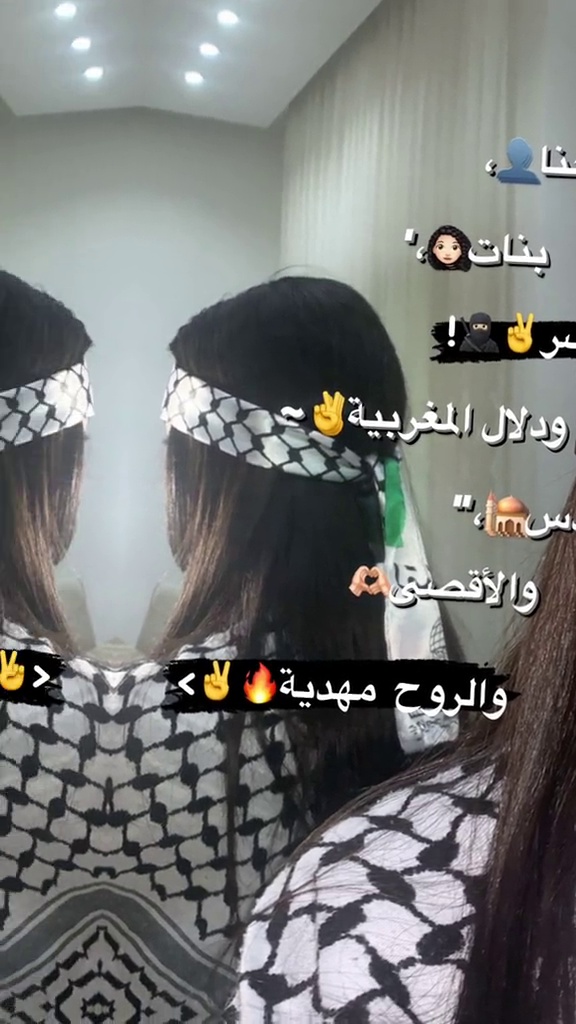 بنات👩🏻‍🦱،'
✌️🥷!
ودلال المغربية✌️~
🕌،"
والأقصى🫶🏼
والروح مهدية🔥✌️>
✌️>